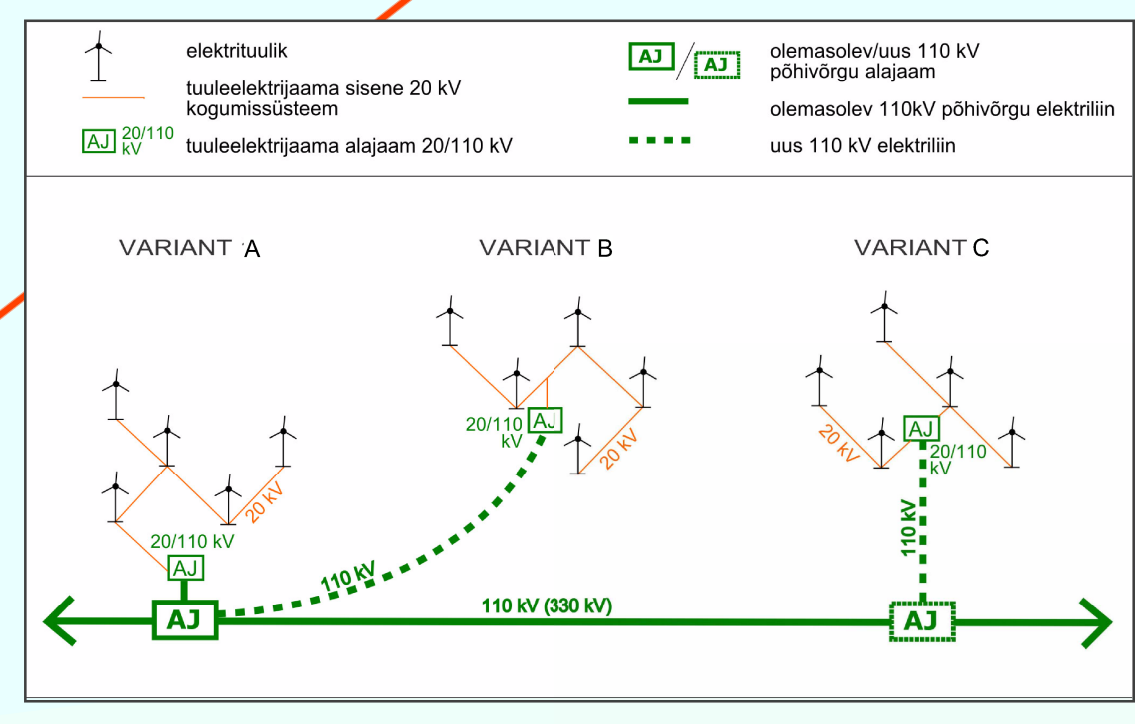 elektrituulik
tuuleelektrijaama sisene 20 kV
kogumissüsteem
AJ 20/110
kV
tuuleelektrijaama alajaam 20/110 kV
AJ / AJ
olemasolev/uus 110 kV
põhivõrgu alajaam
olemasolev 110kV põhivõrgu elektriliin
uus 110 kV elektriliin
VARIANT A
20 kV
20/110 kV
AJ
AJ
VARIANT B
20/110
kV
AJ
20 kV
110 kV
110 kV (330 kV)
VARIANT C
20 kV
AJ
20/110
kV
110 kV
AJ